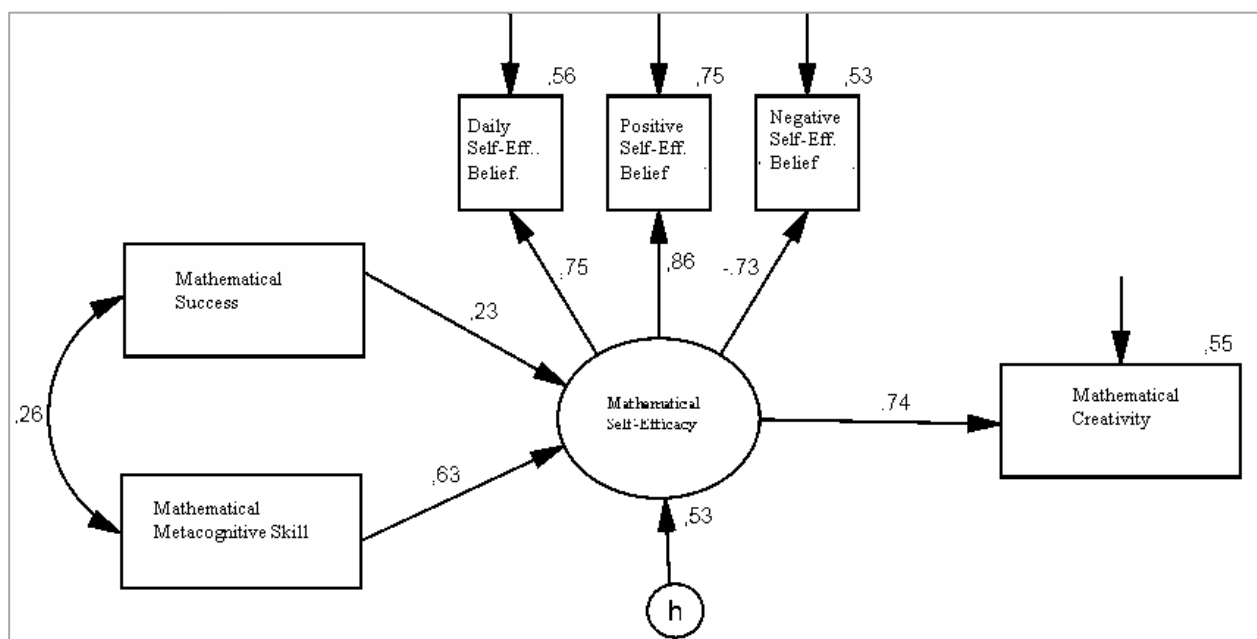 ,56
,75
,53
Daily
Self-Eff..
Belief.
Positive
Self-Eff.
Belief
Negative
Self-Eff.
Belief
,75
,86
-.73
Mathematical
Success
,23
,55
,26
Mathematical
Self-Efficacy
.74
Mathematical
Creativity
,63
Mathematical
Metacognitive Skill
,53
h